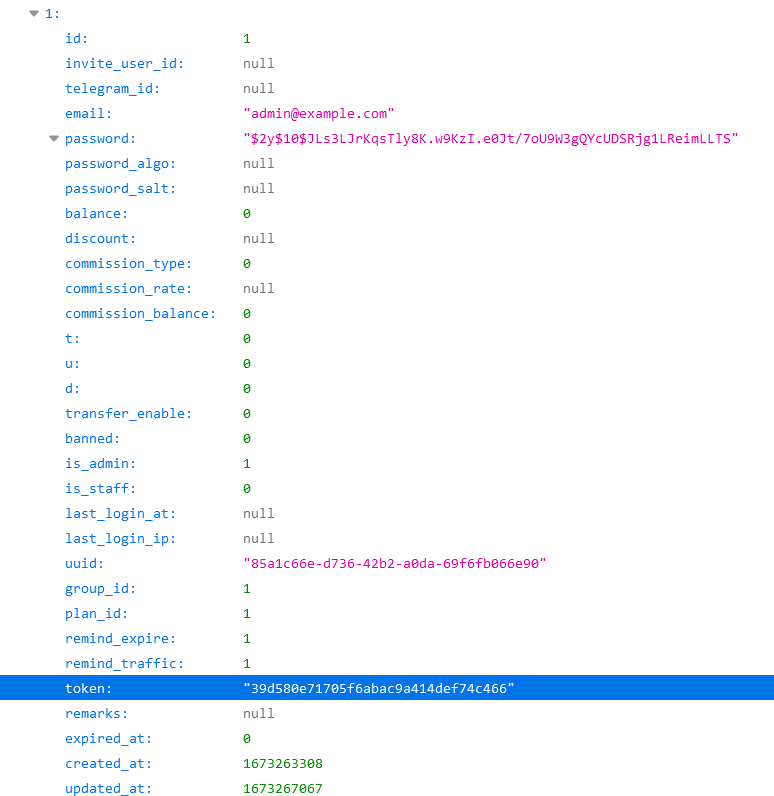 1:
id: 1
invite_user_id: null
telegram_id: null
email: "admin@example.com"
password: "$2y$10$JLs3LJrKqsTly8K.w9KzI.e0Jt/7oU9W3gQYcUDSRjg1LReimLLTS"
password_algo: null
password_salt: null
balance: 0
discount: null
commission_type: 0
commission_rate: null
commission_balance: 0
t: 0
u: 0
d: 0
transfer_enable: 0
banned: 0
is_admin: 1
is_staff: 0
last_login_at: null
last_login_ip: null
uuid: "85a1c66e-d736-42b2-a0da-69f6fb066e90"
group_id: 1
plan_id: 1
remind_expire: 1
remind_traffic: 1
token: "39d580e71705f6abac9a414def74c466"
remarks: null
expired_at: 0
created_at: 1673263308
updated_at: 1673267067